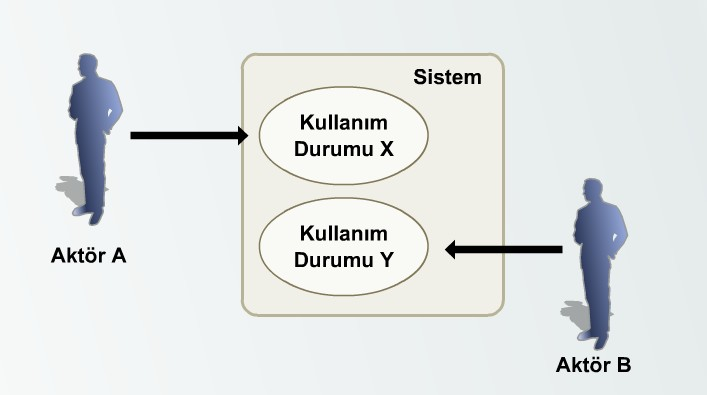 Sistem
Kullanım
Durumu X
Kullanım
Durumu Y
Aktör A
Aktör B